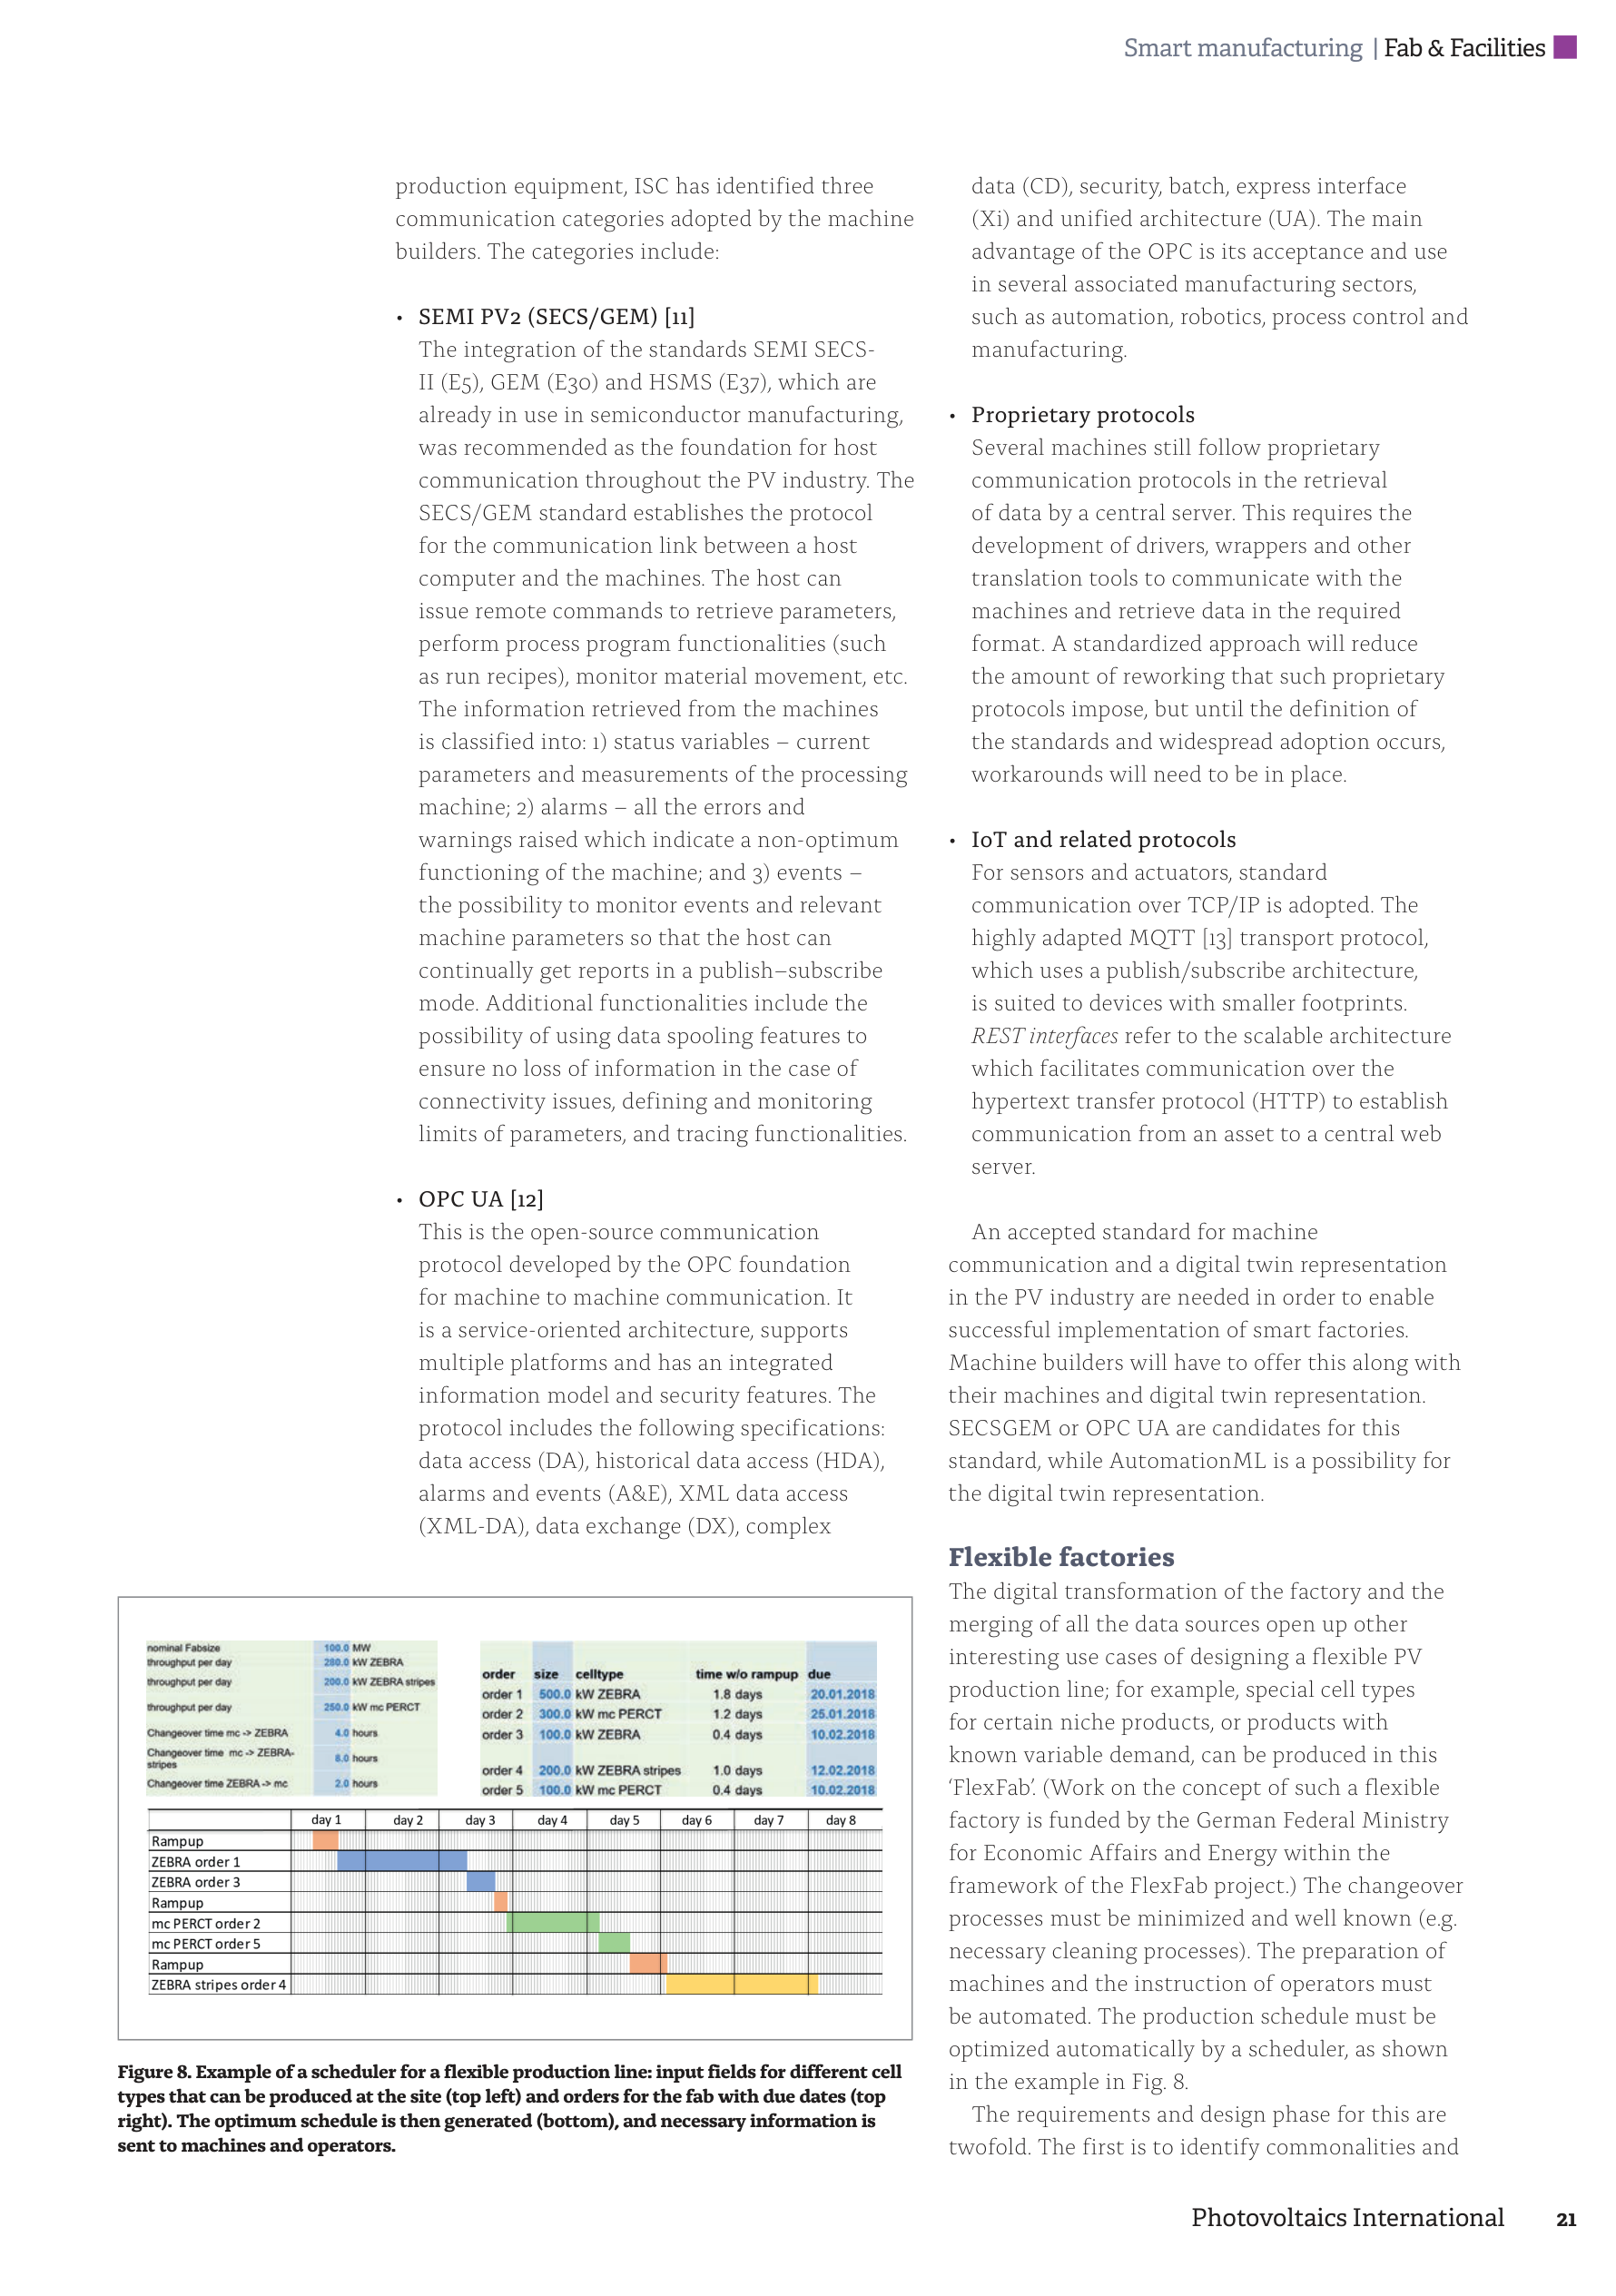 Smart manufacturing | Fab & Facilities
production equipment, ISC has identified three
communication categories adopted by the machine
builders. The categories include:
• SEMI PV2 (SECS/GEM) [11]
The integration of the standards SEMI SECS-
II (E5), GEM (E30) and HSMS (E37), which are
already in use in semiconductor manufacturing,
was recommended as the foundation for host
communication throughout the PV industry. The
SECS/GEM standard establishes the protocol
for the communication link between a host
computer and the machines. The host can
issue remote commands to retrieve parameters,
perform process program functionalities (such
as run recipes), monitor material movement, etc.
The information retrieved from the machines
is classified into: 1) status variables – current
parameters and measurements of the processing
machine; 2) alarms – all the errors and
warnings raised which indicate a non-optimum
functioning of the machine; and 3) events –
the possibility to monitor events and relevant
machine parameters so that the host can
continually get reports in a publish–subscribe
mode. Additional functionalities include the
possibility of using data spooling features to
ensure no loss of information in the case of
connectivity issues, defining and monitoring
limits of parameters, and tracing functionalities.
• OPC UA [12]
This is the open-source communication
protocol developed by the OPC foundation
for machine to machine communication. It
is a service-oriented architecture, supports
multiple platforms and has an integrated
information model and security features. The
protocol includes the following specifications:
data access (DA), historical data access (HDA),
alarms and events (A&E), XML data access
(XML-DA), data exchange (DX), complex
data (CD), security, batch, express interface
(Xi) and unified architecture (UA). The main
advantage of the OPC is its acceptance and use
in several associated manufacturing sectors,
such as automation, robotics, process control and
manufacturing.
• Proprietary protocols
Several machines still follow proprietary
communication protocols in the retrieval
of data by a central server. This requires the
development of drivers, wrappers and other
translation tools to communicate with the
machines and retrieve data in the required
format. A standardized approach will reduce
the amount of reworking that such proprietary
protocols impose, but until the definition of
the standards and widespread adoption occurs,
workarounds will need to be in place.
• IoT and related protocols
For sensors and actuators, standard
communication over TCP/IP is adopted. The
highly adapted MQTT [13] transport protocol,
which uses a publish/subscribe architecture,
is suited to devices with smaller footprints.
REST interfaces refer to the scalable architecture
which facilitates communication over the
hypertext transfer protocol (HTTP) to establish
communication from an asset to a central web
server.
An accepted standard for machine
communication and a digital twin representation
in the PV industry are needed in order to enable
successful implementation of smart factories.
Machine builders will have to offer this along with
their machines and digital twin representation.
SECSGEM or OPC UA are candidates for this
standard, while AutomationML is a possibility for
the digital twin representation.
Flexible factories
The digital transformation of the factory and the
merging of all the data sources open up other
interesting use cases of designing a flexible PV
production line; for example, special cell types
for certain niche products, or products with
known variable demand, can be produced in this
‘FlexFab’. (Work on the concept of such a flexible
factory is funded by the German Federal Ministry
for Economic Affairs and Energy within the
framework of the FlexFab project.) The changeover
processes must be minimized and well known (e.g.
necessary cleaning processes). The preparation of
machines and the instruction of operators must
be automated. The production schedule must be
optimized automatically by a scheduler, as shown
in the example in Fig. 8.
The requirements and design phase for this are
twofold. The first is to identify commonalities and
nominal Fabsize 100.0 MW
throughput per day 280.0 kW ZEBRA
throughput per day 200.0 kW ZEBRA stripes
throughput per day 250.0 kW mc PERCT
Changeover time mc -> ZEBRA 4.0 hours
Changeover time mc -> ZEBRA-
stripes 8.0 hours
Changeover time ZEBRA -> mc 2.0 hours
order size celltype time w/o rampup due
order 1 500.0 kW ZEBRA 1.8 days 20.01.2018
order 2 300.0 kW mc PERCT 1.2 days 25.01.2018
order 3 100.0 kW ZEBRA 0.4 days 10.02.2018
order 4 200.0 kW ZEBRA stripes 1.0 days 12.02.2018
order 5 100.0 kW mc PERCT 0.4 days 10.02.2018
day 1 day 2 day 3 day 4 day 5 day 6 day 7 day 8
Rampup
ZEBRA order 1
ZEBRA order 3
Rampup
mc PERCT order 2
mc PERCT order 5
Rampup
ZEBRA stripes order 4
Figure 8. Example of a scheduler for a flexible production line: input fields for different cell
types that can be produced at the site (top left) and orders for the fab with due dates (top
right). The optimum schedule is then generated (bottom), and necessary information is
sent to machines and operators.
Photovoltaics International 21